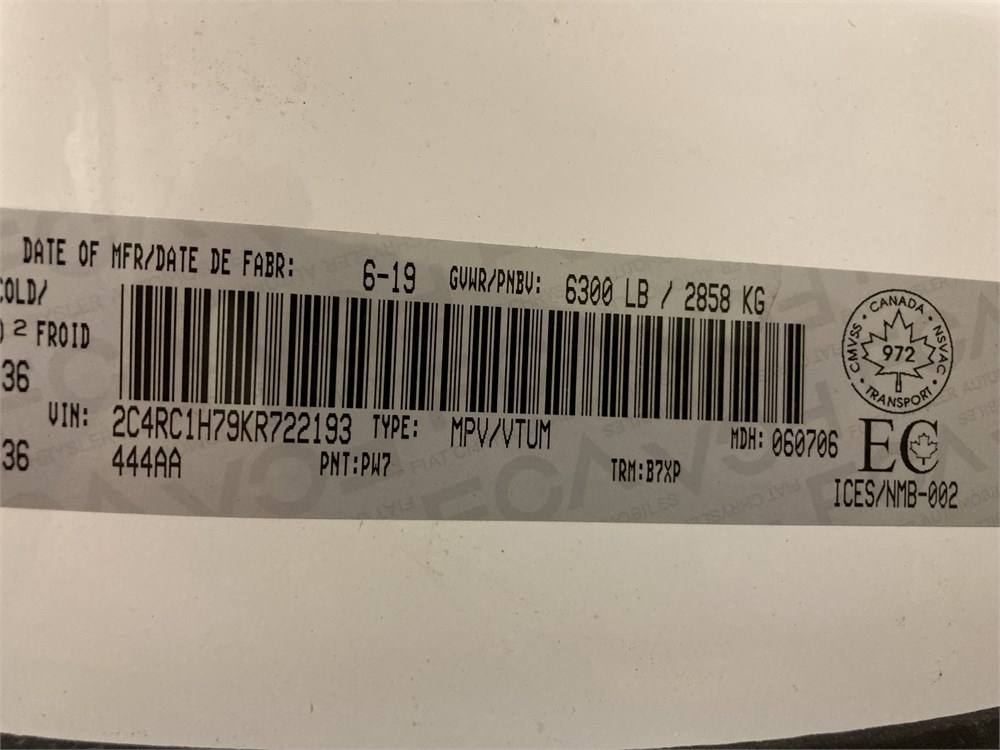 DATE OF MFR/DATE DE FABR: 6-19 GVWR/PNBV: 6300 LB / 2858 KG
COLD/
2 FROID
36
VIN: 2C4RC1H79KR722193 TYPE: MPV/VTUM MDH: 060706
36 444AA PNT:PW7 TRM:B7XP
CANADA
CMVSS 972 NSVAC
TRANSPORT
EC
ICES/NMB-002